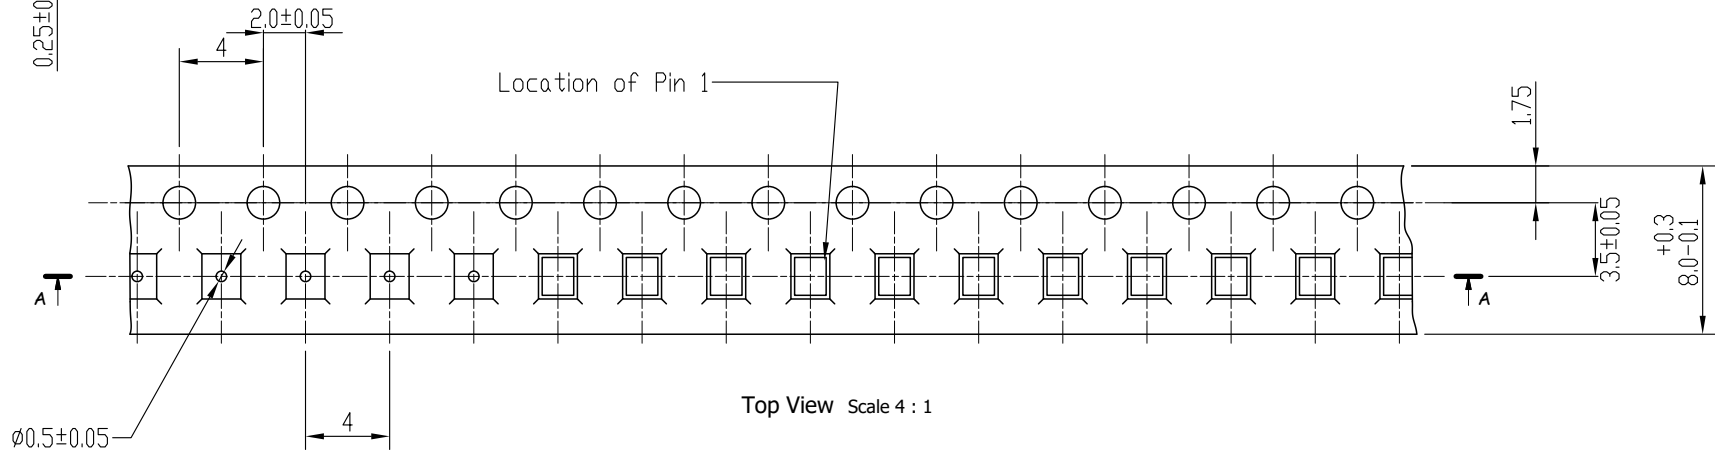 0.25±0
2.0±0.05
4
Location of Pin 1
1.75
3.5±0.05
+0.3
8.0-0.1
A
A
Top View Scale 4 : 1
4
Ø0.5±0.05